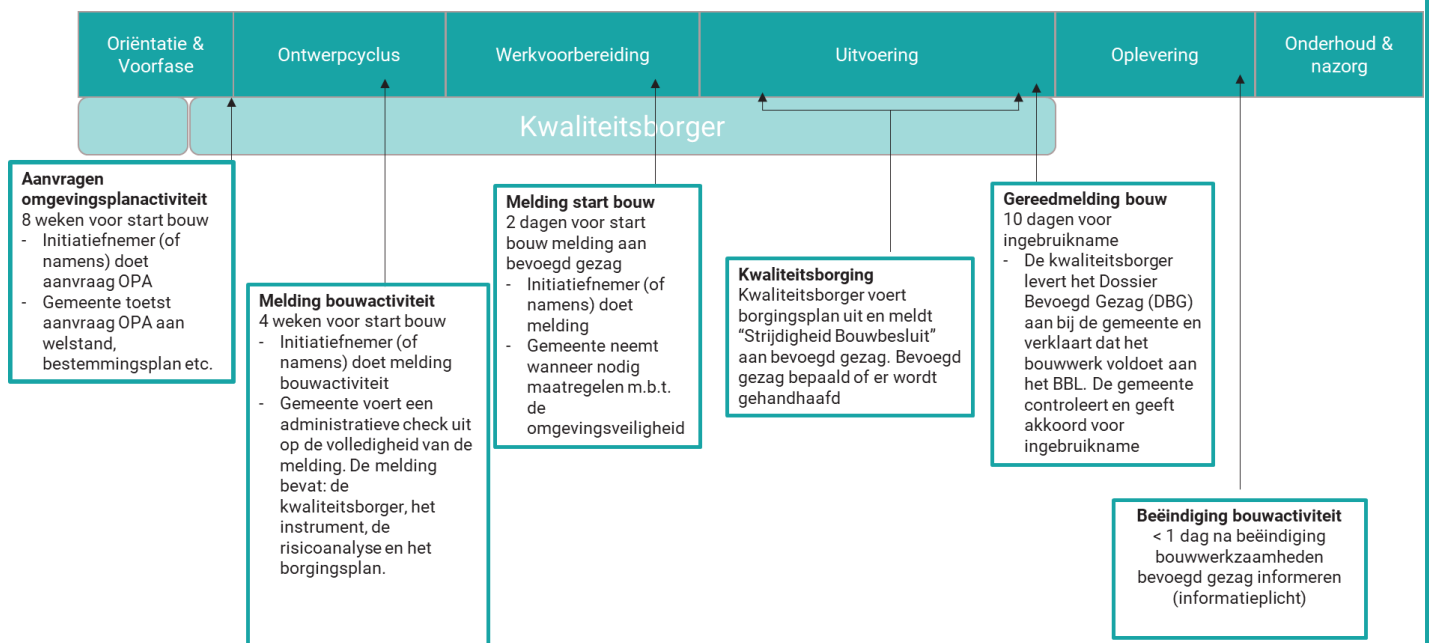 Oriëntatie &
Voorfase
Ontwerpcyclus
Werkvoorbereiding
Uitvoering
Oplevering
Onderhoud &
nazorg
Kwaliteitsborger
Aanvragen
omgevingsplanactiviteit
8 weken voor start bouw
- Initiatiefnemer (of
namens) doet
aanvraag OPA
- Gemeente toetst
aanvraag OPA aan
welstand,
bestemmingsplan etc.
Melding bouwactiviteit
4 weken voor start bouw
- Initiatiefnemer (of
namens) doet melding
bouwactiviteit
- Gemeente voert een
administratieve check uit
op de volledigheid van de
melding. De melding
bevat: de
kwaliteitsborger, het
instrument, de
risicoanalyse en het
borgingsplan.
Melding start bouw
2 dagen voor start
bouw melding aan
bevoegd gezag
- Initiatiefnemer (of
namens) doet
melding
- Gemeente neemt
wanneer nodig
maatregelen m.b.t.
de
omgevingsveiligheid
Kwaliteitsborging
Kwaliteitsborger voert
borgingsplan uit en meldt
“Strijdigheid Bouwbesluit”
aan bevoegd gezag. Bevoegd
gezag bepaald of er wordt
gehandhaafd
Gereedmelding bouw
10 dagen voor
ingebruikname
- De kwaliteitsborger
levert het Dossier
Bevoegd Gezag (DBG)
aan bij de gemeente en
verklaart dat het
bouwwerk voldoet aan
het BBL. De gemeente
controleert en geeft
akkoord voor
ingebruikname
Beëindiging bouwactiviteit
< 1 dag na beëindiging
bouwwerkzaamheden
bevoegd gezag informeren
(informatieplicht)